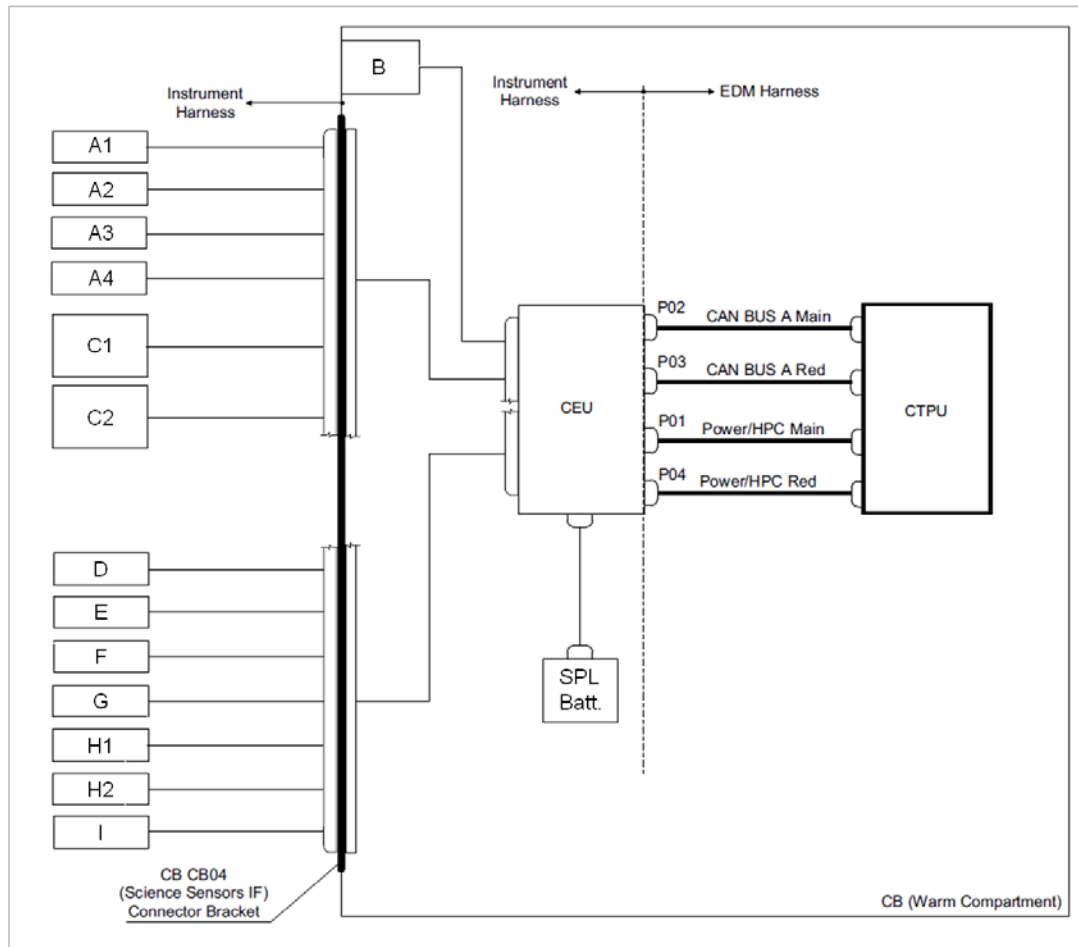 B
Instrument
Harness
Instrument
Harness
EDM Harness
A1
A2
A3
A4
C1
C2
P02
CAN BUS A Main
P03
CAN BUS A Red
CEU
CTPU
P01
Power/HPC Main
P04
Power/HPC Red
D
E
F
G
H1
H2
I
SPL
Batt.
CB CB04
(Science Sensors IF)
Connector Bracket
CB (Warm Compartment)